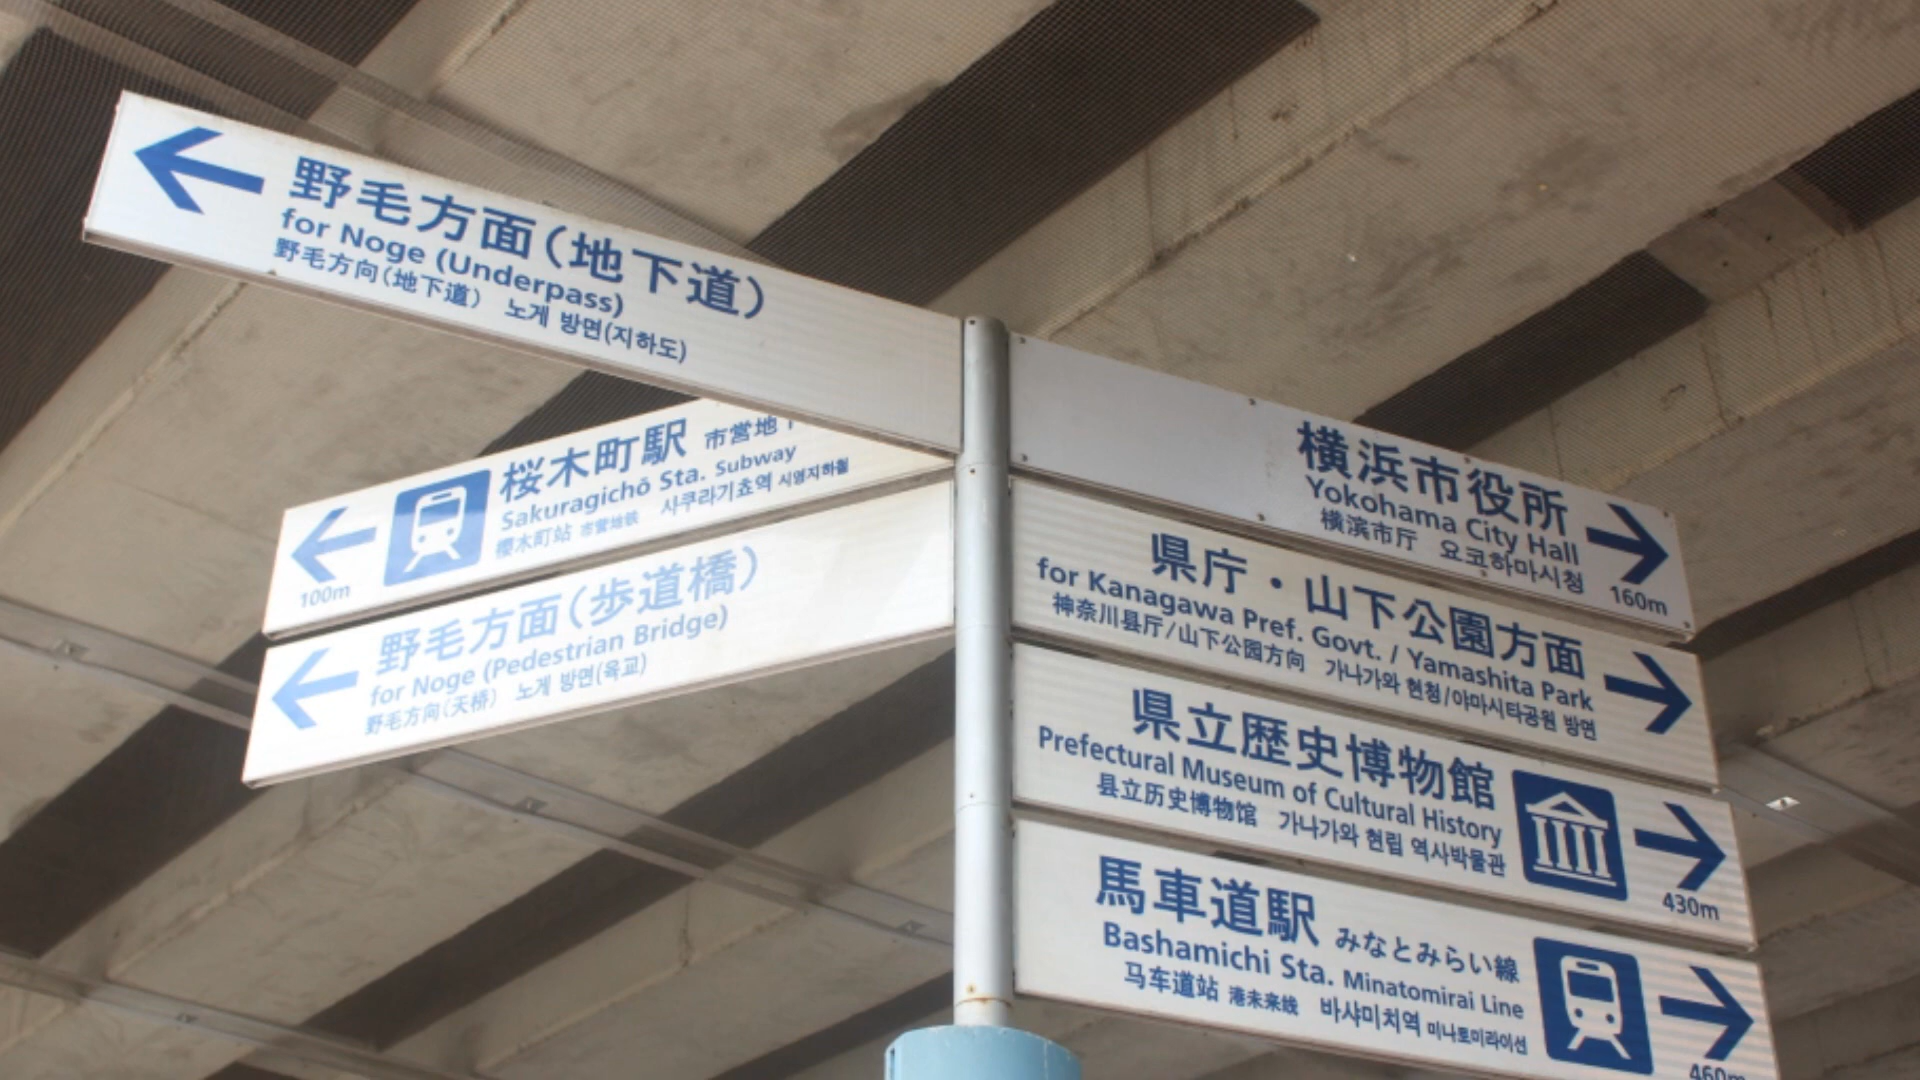 野毛方面(地下道)
for Noge (Underpass)
野毛方向(地下道) 노게 방면(지하도)
桜木町駅 市営地
Sakuragichō Sta. Subway
樱木町站 市营地铁 사쿠라기쵸역 시영지하철
100m
野毛方面(歩道橋)
for Noge (Pedestrian Bridge)
野毛方向(天桥) 노게 방면(육교)
横浜市役所
Yokohama City Hall
横滨市厅 요코하마시청
160m
県庁・山下公園方面
for Kanagawa Pref. Govt. / Yamashita Park
神奈川县厅/山下公园方向 가나가와 현청/야마시타공원 방면
県立歴史博物館
Prefectural Museum of Cultural History
县立历史博物馆 가나가와 현립 역사박물관
430m
馬車道駅 みなとみらい線
Bashamichi Sta. Minatomirai Line
马车道站 港未来线 바샤미치역 미나토미라이선
460m